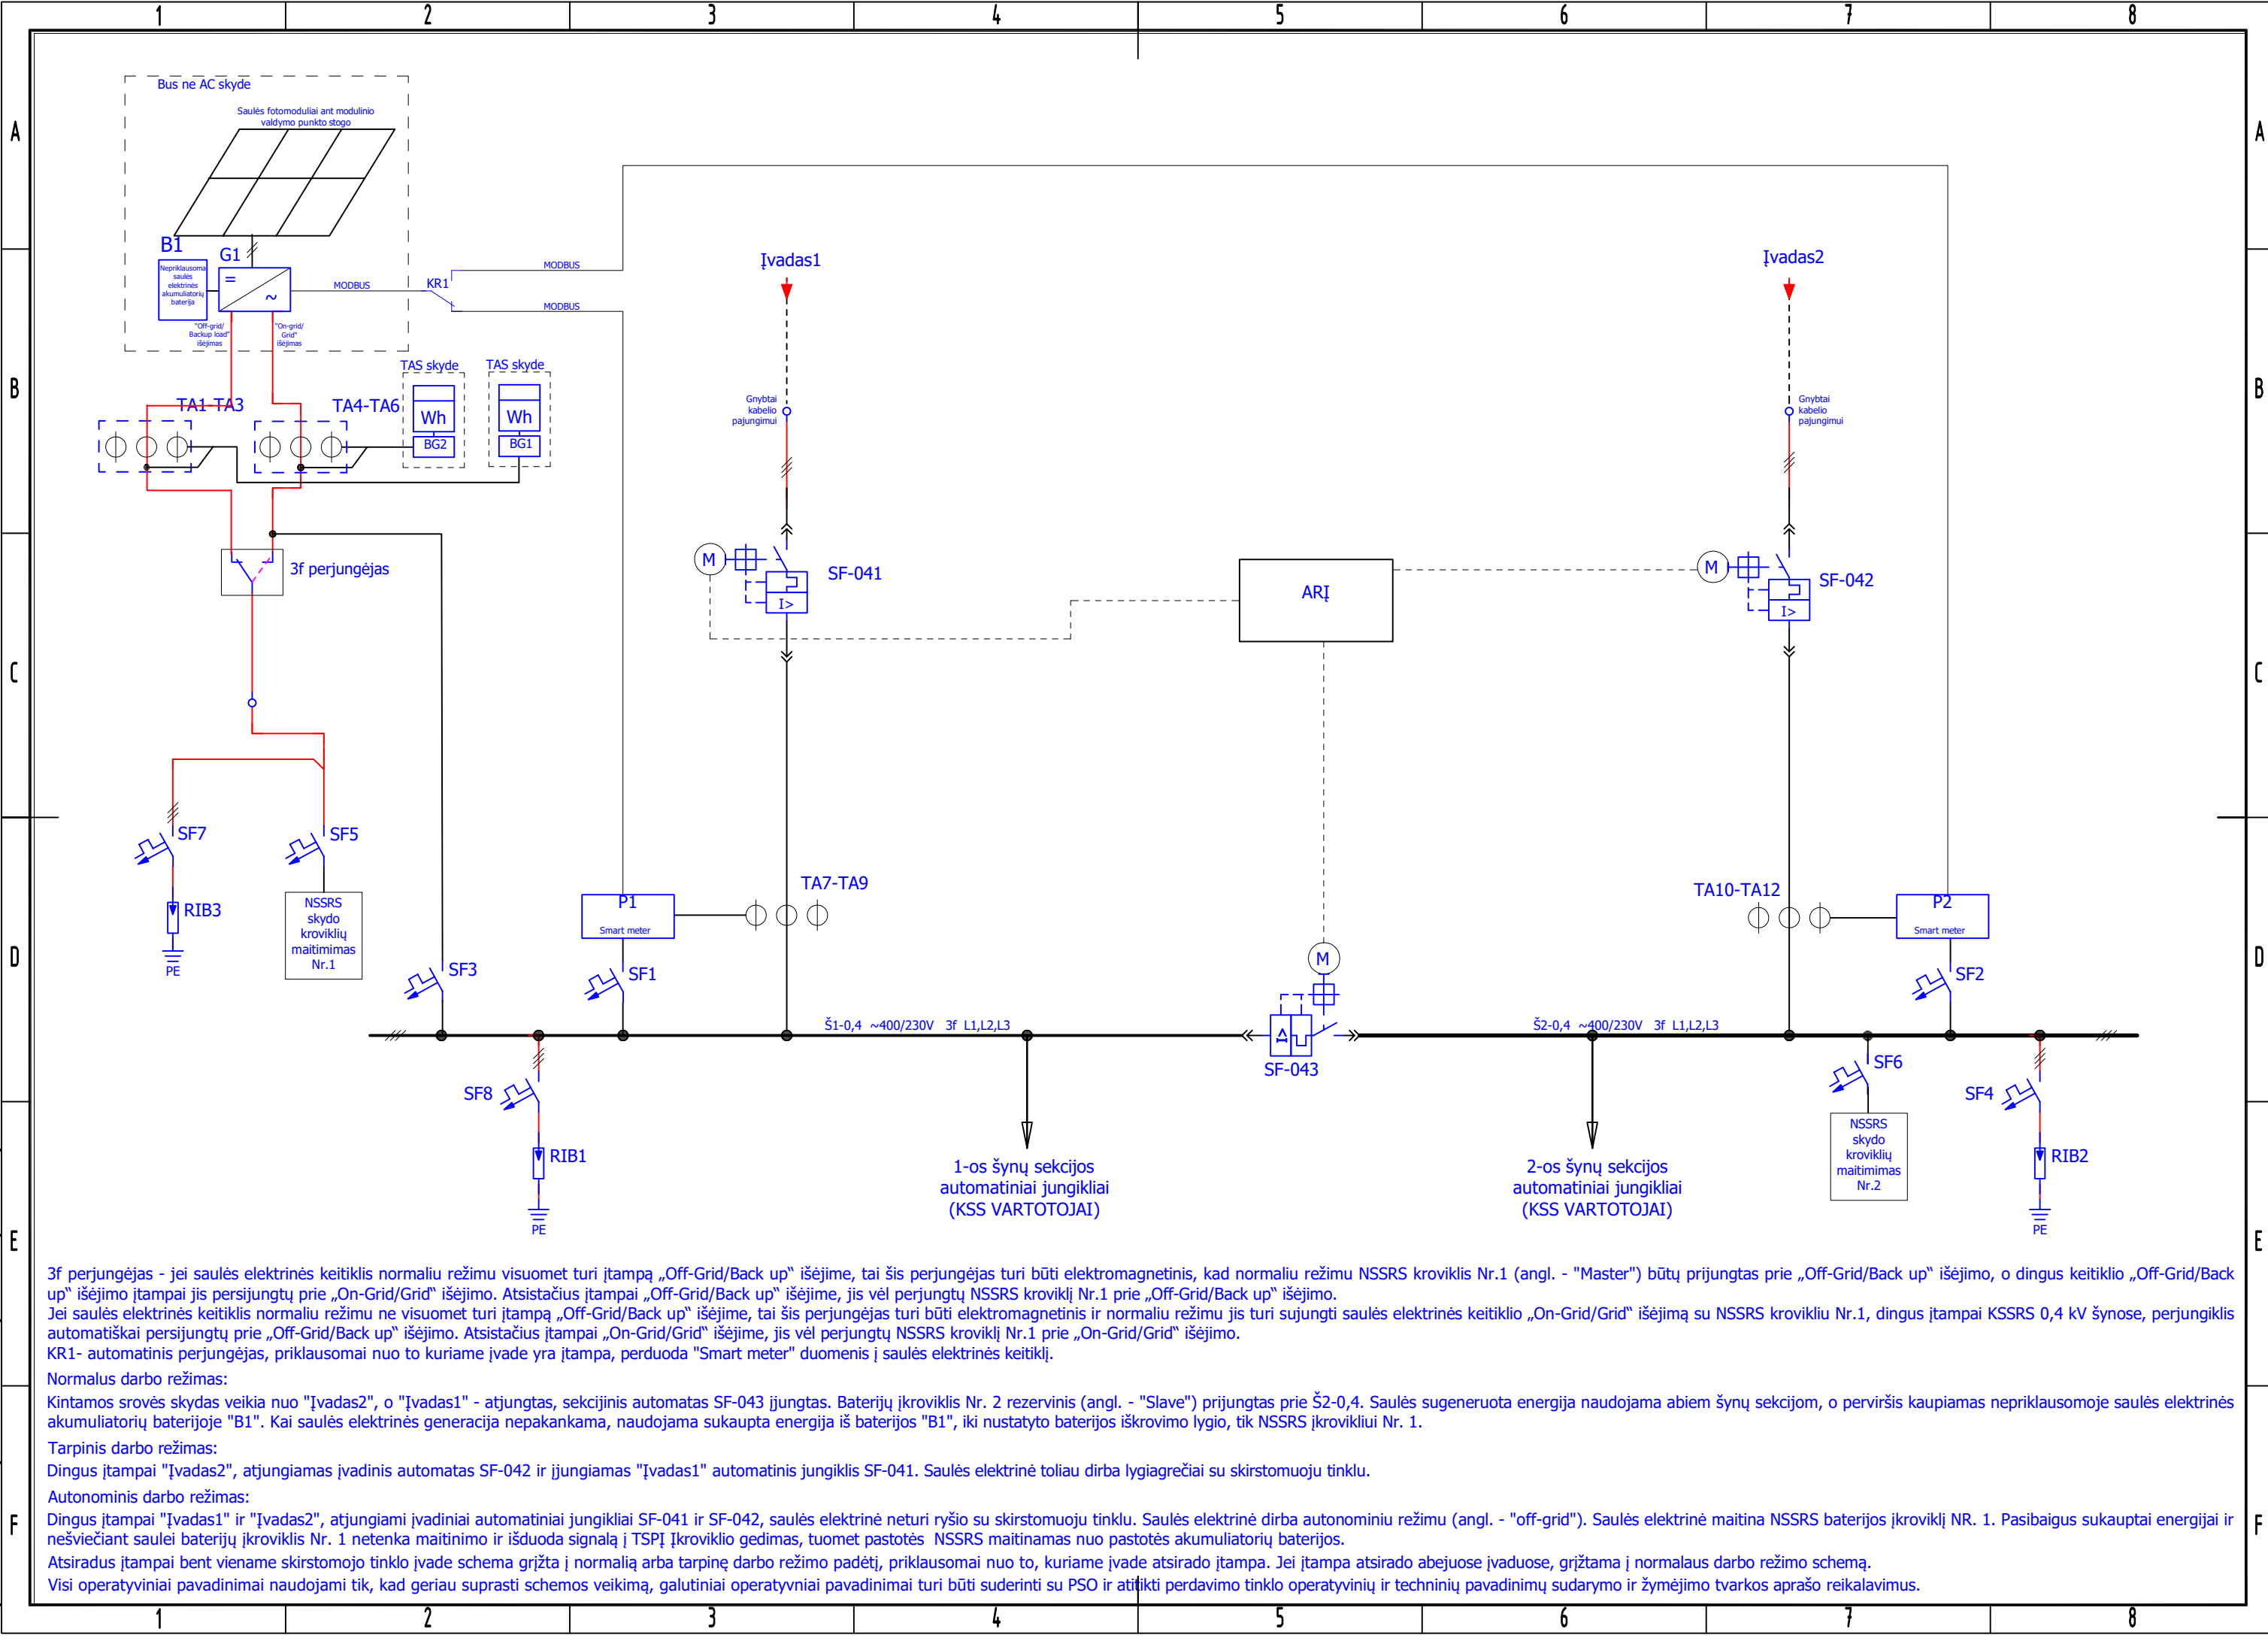 1 2 3 4 5 6 7 8
A A
Bus ne AC skyde
Saulės fotomoduliai ant modulinio
valdymo punkto stogo
B1
G1
Nepriklausoma
saulės
elektrinės
akumuliatorių
baterija
=
~
MODBUS
KR1
MODBUS
MODBUS
"Off-grid/
Backup load"
išėjimas
"On-grid/
Grid"
išėjimas
Įvadas1
Įvadas2
B B
TAS skyde
TAS skyde
TA1-TA3
TA4-TA6
Wh
BG2
Wh
BG1
Gnybtai
kabelio
pajungimui
Gnybtai
kabelio
pajungimui
3f perjungėjas
M
SF-041
I>
ARĮ
M
SF-042
I>
C C
SF7
SF5
RIB3
PE
NSSRS
skydo
kroviklių
maitimimas
Nr.1
TA7-TA9
P1
Smart meter
TA10-TA12
P2
Smart meter
D D
SF3
SF1
M
SF2
Š1-0,4 ~400/230V 3f L1,L2,L3
I>
SF-043
Š2-0,4 ~400/230V 3f L1,L2,L3
SF8
SF6
SF4
RIB1
PE
1-os šynų sekcijos
automatiniai jungikliai
(KSS VARTOTOJAI)
2-os šynų sekcijos
automatiniai jungikliai
(KSS VARTOTOJAI)
NSSRS
skydo
kroviklių
maitimimas
Nr.2
RIB2
PE
E E
3f perjungėjas - jei saulės elektrinės keitiklis normaliu režimu visuomet turi įtampą „Off-Grid/Back up“ išėjime, tai šis perjungėjas turi būti elektromagnetinis, kad normaliu režimu NSSRS kroviklis Nr.1 (angl. - "Master") būtų prijungtas prie „Off-Grid/Back up“ išėjimo, o dingus keitiklio „Off-Grid/Back
up“ išėjimo įtampai jis persijungtų prie „On-Grid/Grid“ išėjimo. Atsistačius įtampai „Off-Grid/Back up“ išėjime, jis vėl perjungtų NSSRS kroviklį Nr.1 prie „Off-Grid/Back up“ išėjimo.
Jei saulės elektrinės keitiklis normaliu režimu ne visuomet turi įtampą „Off-Grid/Back up“ išėjime, tai šis perjungėjas turi būti elektromagnetinis ir normaliu režimu jis turi sujungti saulės elektrinės keitiklio „On-Grid/Grid“ išėjimą su NSSRS krovikliu Nr.1, dingus įtampai KSSRS 0,4 kV šynose, perjungiklis
automatiškai persijungtų prie „Off-Grid/Back up“ išėjimo. Atsistačius įtampai „On-Grid/Grid“ išėjime, jis vėl perjungtų NSSRS kroviklį Nr.1 prie „On-Grid/Grid“ išėjimo.
KR1- automatinis perjungėjas, priklausomai nuo to kuriame įvade yra įtampa, perduoda "Smart meter" duomenis į saulės elektrinės keitiklį.
Normalus darbo režimas:
Kintamos srovės skydas veikia nuo "Įvadas2", o "Įvadas1" - atjungtas, sekcijinis automatas SF-043 įjungtas. Baterijų įkroviklis Nr. 2 rezervinis (angl. - "Slave") prijungtas prie Š2-0,4. Saulės sugeneruota energija naudojama abiem šynų sekcijom, o perviršis kaupiamas nepriklausomoje saulės elektrinės
akumuliatorių baterijoje "B1". Kai saulės elektrinės generacija nepakankama, naudojama sukaupta energija iš baterijos "B1", iki nustatyto baterijos iškrovimo lygio, tik NSSRS įkrovikliui Nr. 1.
Tarpinis darbo režimas:
Dingus įtampai "Įvadas2", atjungiamas įvadinis automatas SF-042 ir įjungiamas "Įvadas1" automatinis jungiklis SF-041. Saulės elektrinė toliau dirba lygiagrečiai su skirstomuoju tinklu.
Autonominis darbo režimas:
Dingus įtampai "Įvadas1" ir "Įvadas2", atjungiami įvadiniai automatiniai jungikliai SF-041 ir SF-042, saulės elektrinė neturi ryšio su skirstomuoju tinklu. Saulės elektrinė dirba autonominiu režimu (angl. - "off-grid"). Saulės elektrinė maitina NSSRS baterijos įkroviklį NR. 1. Pasibaigus sukauptai energijai ir
nešviečiant saulei baterijų įkroviklis Nr. 1 netenka maitinimo ir išduoda signalą į TSPĮ Įkroviklio gedimas, tuomet pastotės NSSRS maitinamas nuo pastotės akumuliatorių baterijos.
F F
Atsiradus įtampai bent viename skirstomojo tinklo įvade schema grįžta į normalią arba tarpinę darbo režimo padėtį, priklausomai nuo to, kuriame įvade atsirado įtampa. Jei įtampa atsirado abejuose įvaduose, grįžtama į normalaus darbo režimo schemą.
Visi operatyviniai pavadinimai naudojami tik, kad geriau suprasti schemos veikimą, galutiniai operatyvniai pavadinimai turi būti suderinti su PSO ir atitikti perdavimo tinklo operatyvinių ir techninių pavadinimų sudarymo ir žymėjimo tvarkos aprašo reikalavimus.
1 2 3 4 5 6 7 8